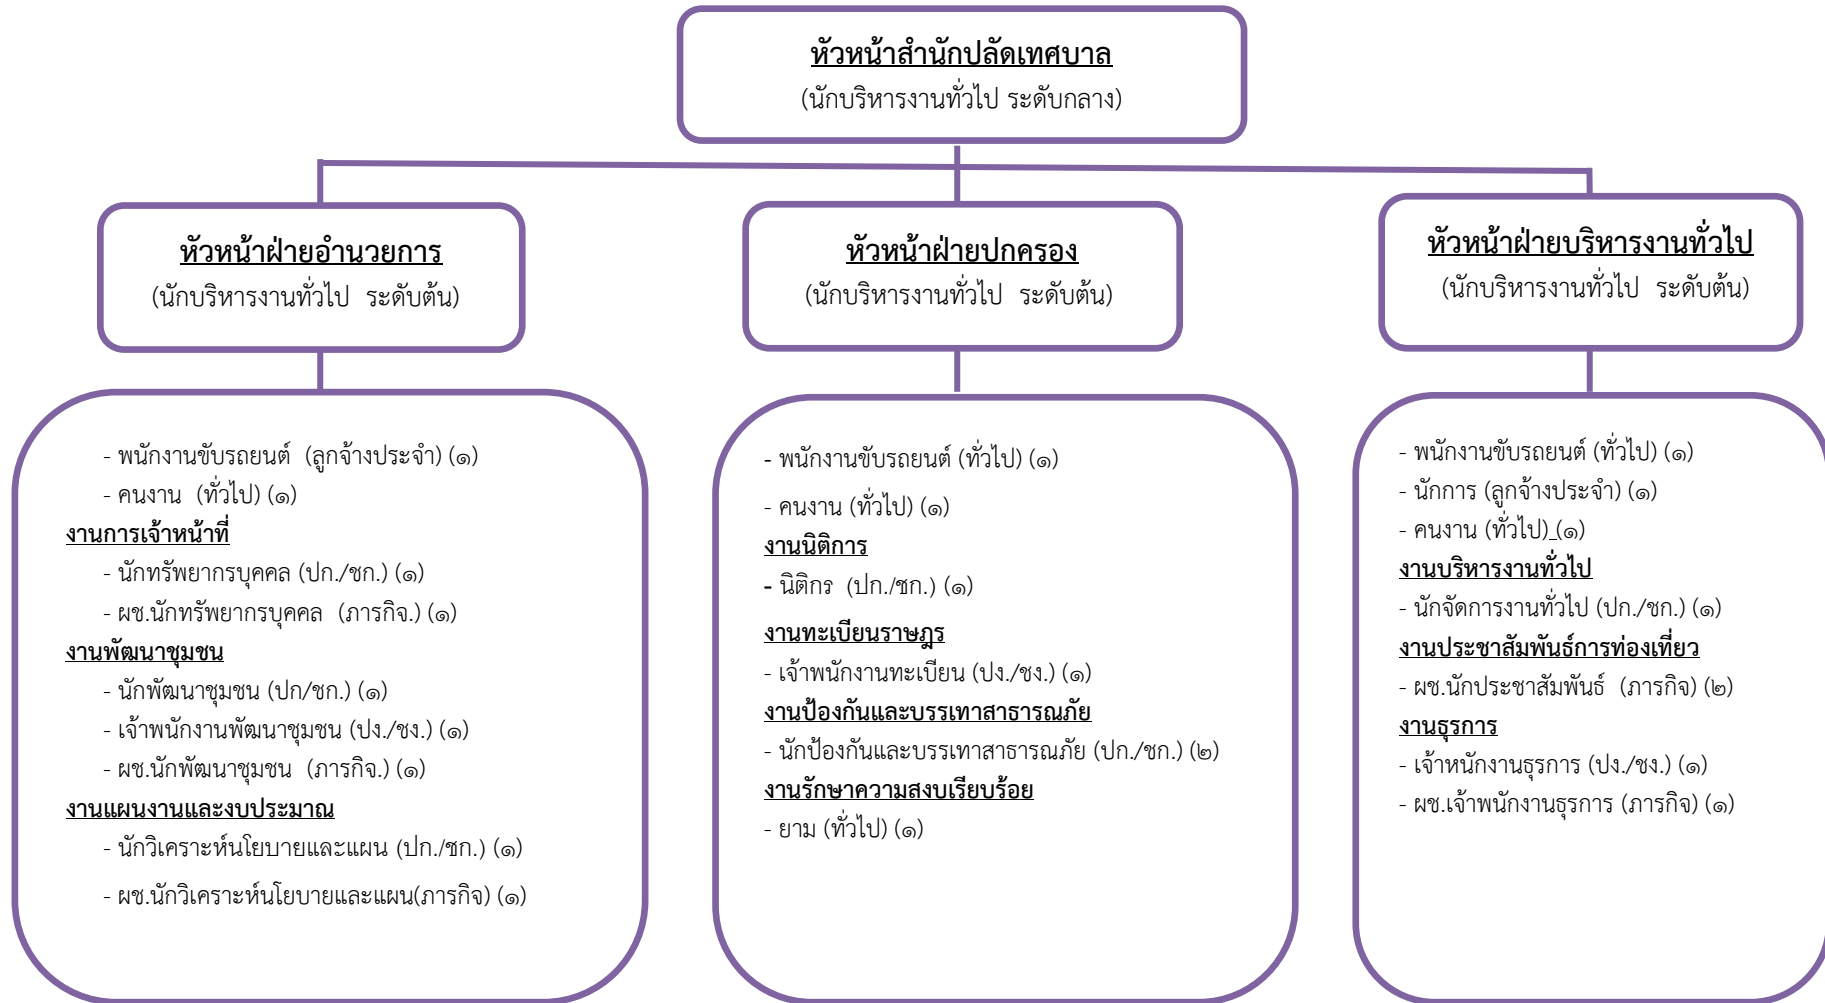 หัวหน้าสำนักปลัดเทศบาล
(นักบริหารงานทั่วไป ระดับกลาง)
หัวหน้าฝ่ายอำนวยการ
(นักบริหารงานทั่วไป ระดับต้น)
- พนักงานขับรถยนต์ (ลูกจ้างประจำ) (๑)
- คนงาน (ทั่วไป) (๑)
งานการเจ้าหน้าที่
- นักทรัพยากรบุคคล (ปก./ชก.) (๑)
- ผช.นักทรัพยากรบุคคล (ภารกิจ.) (๑)
งานพัฒนาชุมชน
- นักพัฒนาชุมชน (ปก/ชก.) (๑)
- เจ้าพนักงานพัฒนาชุมชน (ปง./ชง.) (๑)
- ผช.นักพัฒนาชุมชน (ภารกิจ.) (๑)
งานแผนงานและงบประมาณ
- นักวิเคราะห์นโยบายและแผน (ปก./ชก.) (๑)
- ผช.นักวิเคราะห์นโยบายและแผน(ภารกิจ) (๑)
หัวหน้าฝ่ายปกครอง
(นักบริหารงานทั่วไป ระดับต้น)
- พนักงานขับรถยนต์ (ทั่วไป) (๑)
- คนงาน (ทั่วไป) (๑)
งานนิติการ
- นิติกร (ปก./ชก.) (๑)
งานทะเบียนราษฎร
- เจ้าพนักงานทะเบียน (ปง./ชง.) (๑)
งานป้องกันและบรรเทาสาธารณภัย
- นักป้องกันและบรรเทาสาธารณภัย (ปก./ชก.) (๒)
งานรักษาความสงบเรียบร้อย
- ยาม (ทั่วไป) (๑)
หัวหน้าฝ่ายบริหารงานทั่วไป
(นักบริหารงานทั่วไป ระดับต้น)
- พนักงานขับรถยนต์ (ทั่วไป) (๑)
- นักการ (ลูกจ้างประจำ) (๑)
- คนงาน (ทั่วไป) (๑)
งานบริหารงานทั่วไป
- นักจัดการงานทั่วไป (ปก./ชก.) (๑)
งานประชาสัมพันธ์การท่องเที่ยว
- ผช.นักประชาสัมพันธ์ (ภารกิจ) (๒)
งานธุรการ
- เจ้าหนักงานธุรการ (ปง./ชง.) (๑)
- ผช.เจ้าพนักงานธุรการ (ภารกิจ) (๑)